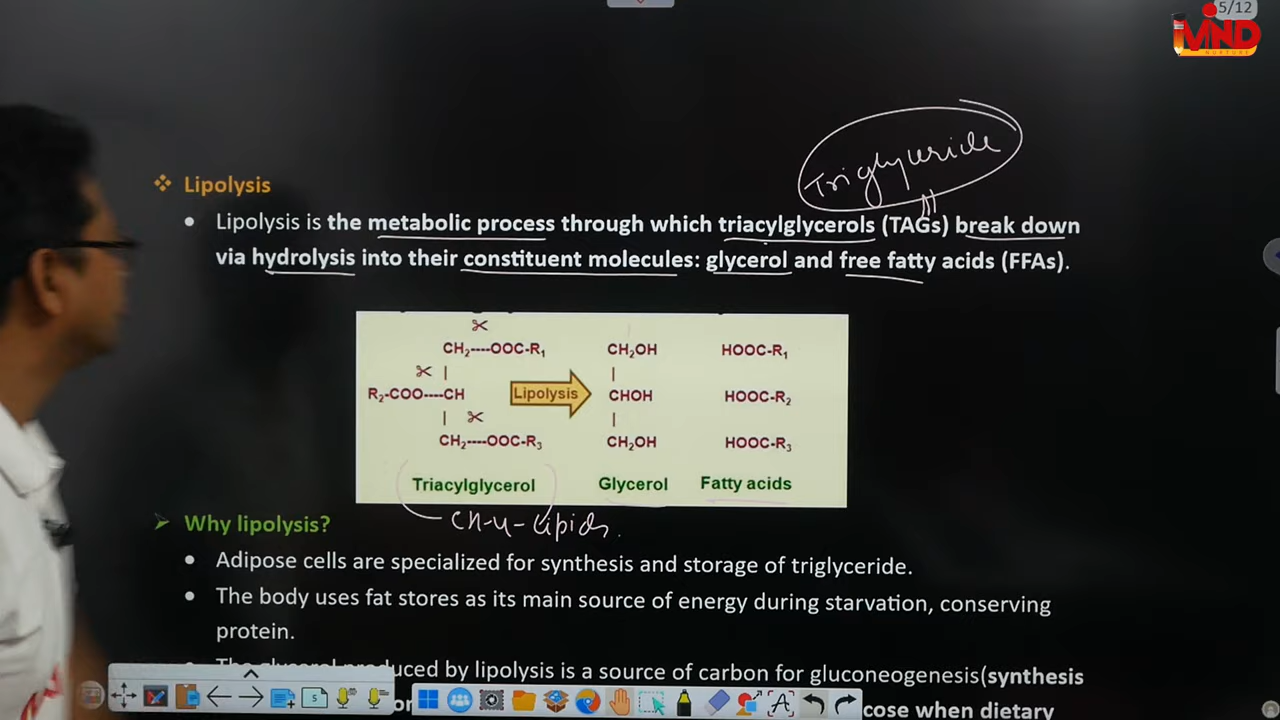 5/12
MIND
NURTURE
Triglyceride
❖ Lipolysis
• Lipolysis is the metabolic process through which triacylglycerols (TAGs) break down
via hydrolysis into their constituent molecules: glycerol and free fatty acids (FFAs).
CH₂----OOC-R₁ CH₂OH HOOC-R₁
R₂-COO----CH Lipolysis CHOH HOOC-R₂
CH₂----OOC-R₃ CH₂OH HOOC-R₃
Triacylglycerol Glycerol Fatty acids
Ch-4-Lipids.
➤ Why lipolysis?
• Adipose cells are specialized for synthesis and storage of triglyceride.
• The body uses fat stores as its main source of energy during starvation, conserving
protein.
• The glycerol produced by lipolysis is a source of carbon for gluconeogenesis(synthesis
cose when dietary